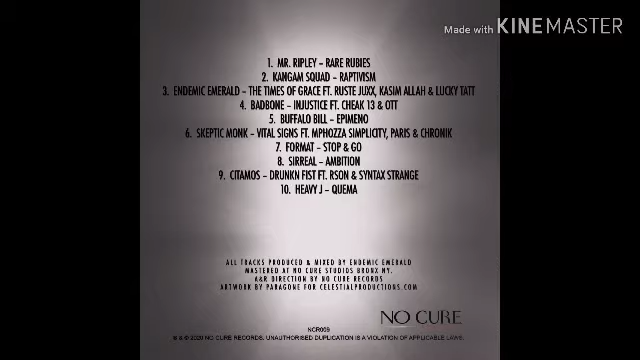 Made with KINEMASTER
1. MR. RIPLEY – RARE RUBIES
2. KANGAM SQUAD – RAPTIVISM
3. ENDEMIC EMERALD – THE TIMES OF GRACE FT. RUSTE JUXX, KASIM ALLAH & LUCKY TATT
4. BADBONE – INJUSTICE FT. CHEAK 13 & OTT
5. BUFFALO BILL – EPIMENO
6. SKEPTIC MONK – VITAL SIGNS FT. MPHOZZA SIMPLICITY, PARIS & CHRONIK
7. FORMAT – STOP & GO
8. SIRREAL – AMBITION
9. CITAMOS – DRUNKN FIST FT. RSON & SYNTAX STRANGE
10. HEAVY J – QUEMA
ALL TRACKS PRODUCED & MIXED BY ENDEMIC EMERALD
MASTERED AT NO CURE STUDIOS BRONX NY.
A&R DIRECTION BY NO CURE RECORDS
ARTWORK BY PARAGONE FOR CELESTIALPRODUCTIONS.COM
NO CURE
NCR009
℗ & © 2020 NO CURE RECORDS. UNAUTHORISED DUPLICATION IS A VIOLATION OF APPLICABLE LAWS.